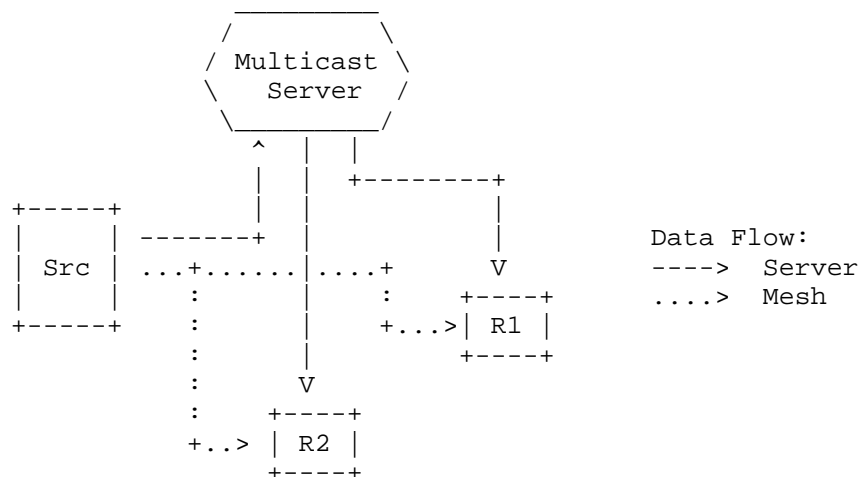 Multicast
Server
Data Flow:
Src
----> Server
....> Mesh
R1
R2